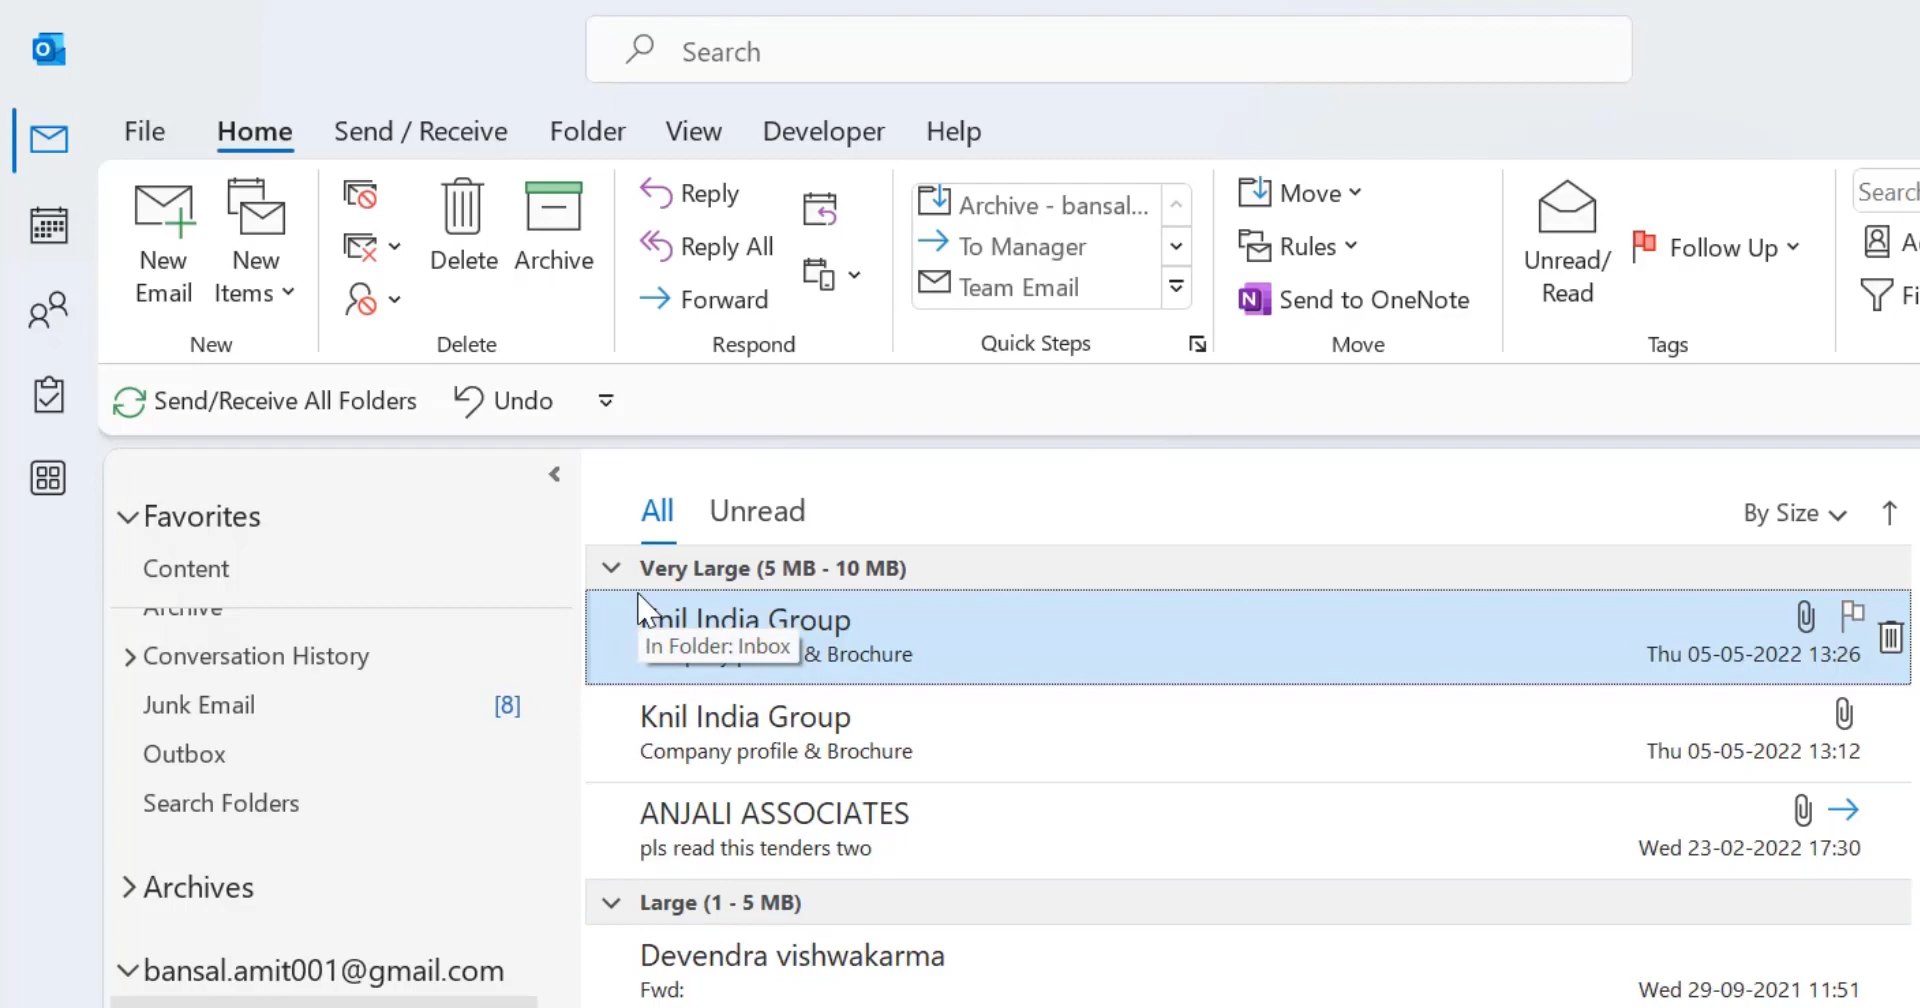 Search
File Home Send / Receive Folder View Developer Help
New Email
New Items
Delete
Archive
Reply
Reply All
Forward
Archive - bansal...
To Manager
Team Email
Move
Rules
Send to OneNote
Unread/ Read
Follow Up
Search
New Delete Respond Quick Steps Move Tags
Send/Receive All Folders Undo
Favorites
Content
Archive
Conversation History
Junk Email [8]
Outbox
Search Folders
Archives
bansal.amit001@gmail.com
All Unread By Size
Very Large (5 MB - 10 MB)
India Group
In Folder: Inbox
& Brochure Thu 05-05-2022 13:26
Knil India Group
Company profile & Brochure Thu 05-05-2022 13:12
ANJALI ASSOCIATES
pls read this tenders two Wed 23-02-2022 17:30
Large (1 - 5 MB)
Devendra vishwakarma
Fwd: Wed 29-09-2021 11:51